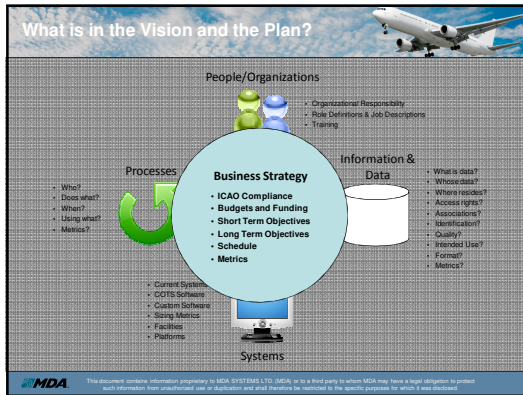 What is in the Vision and the Plan?
People/Organizations
• Organizational Responsibility
• Role Definitions & Job Descriptions
• Training
Processes
• Who?
• Does what?
• When?
• Using what?
• Metrics?
Business Strategy
• ICAO Compliance
• Budgets and Funding
• Short Term Objectives
• Long Term Objectives
• Schedule
• Metrics
Information &
Data
• What is data?
• Whose data?
• Where resides?
• Access rights?
• Associations?
• Identification?
• Quality?
• Intended Use?
• Format?
• Metrics?
• Current Systems
• COTS Software
• Custom Software
• Sizing Metrics
• Facilities
• Platforms
Systems
MDA
This document contains information proprietary to MDA SYSTEMS LTD. (MDA) or to a third party to whom MDA may have a legal obligation to protect
such information from unauthorized use or duplication and shall therefore be restricted to the specific purposes for which it was disclosed.